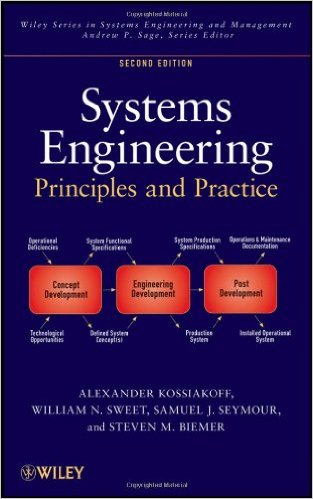 Wiley Series in Systems Engineering and Management
Andrew P. Sage, Series Editor
SECOND EDITION
Systems
Engineering
Principles and Practice
Operational
Deficiencies
System Functional
Specifications
System Production
Specifications
Operations & Maintenance
Documentation
Concept
Development
Engineering
Development
Post
Development
Technological
Opportunities
Defined System
Concept(s)
Production
System
Installed Operational
System
ALEXANDER KOSSIAKOFF
WILLIAM N. SWEET, SAMUEL J. SEYMOUR,
and STEVEN M. BIEMER
WILEY